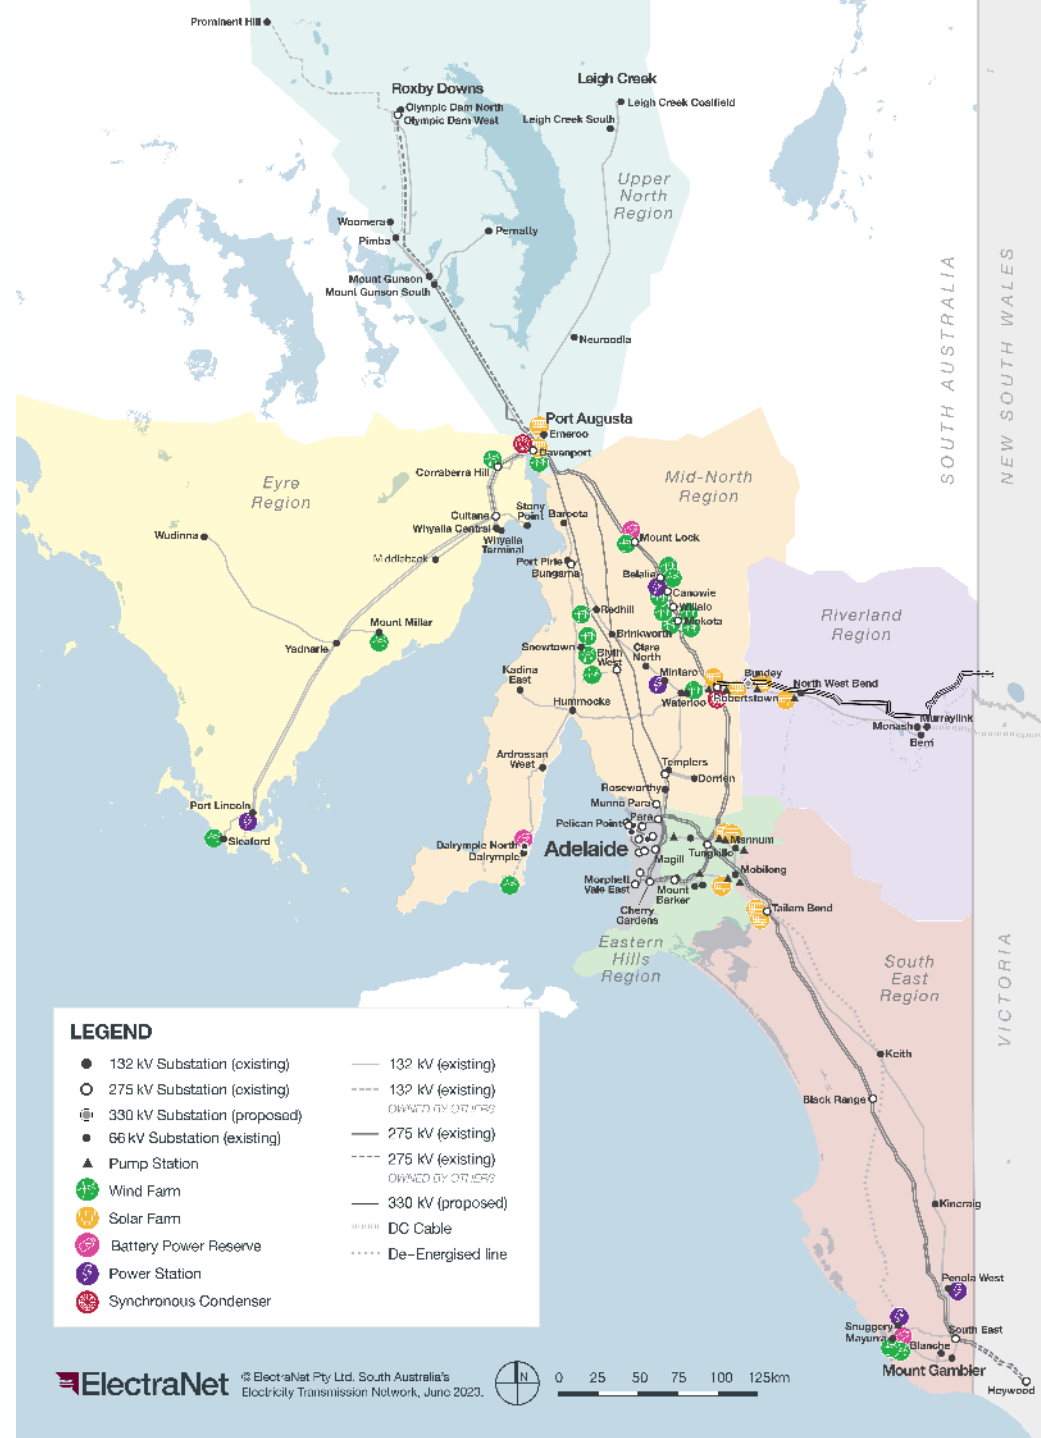 Prominent Hill
Roxby Downs
Olympic Dam North
Olympic Dam West
Leigh Creek
Leigh Creek Coalfield
Leigh Creek South
Upper
North
Region
Woomera
Pimba
Pernatty
Mount Gunson
Mount Gunson South
Neuroodla
SOUTH AUSTRALIA
NEW SOUTH WALES
Port Augusta
Emeroo
Davenport
Corraberra Hill
Eyre
Region
Mid-North
Region
Cultana
Stony
Point
Baroota
Whyalla Central
Whyalla
Terminal
Wudinna
Middleback
Mount Lock
Port Pirie
Bungama
Belalie
Canowie
Willalo
Mokota
Redhill
Riverland
Region
Mount Millar
Yadnarie
Brinkworth
Snowtown
Blyth
West
Clare
North
Kadina
East
Mintaro
Bundey
North West Bend
Waterloo
Robertstown
Hummocks
Murraylink
Monash
Berri
Ardrossan
West
Templers
Dorrien
Roseworthy
Munno Para
Para
Pelican Point
Port Lincoln
Sleaford
Dalrymple North
Dalrymple
Adelaide
Magill
Tungkillo
Mannum
Mobilong
Morphett
Vale East
Mount
Barker
Cherry
Gardens
Tailem Bend
Eastern
Hills
Region
South
East
Region
VICTORIA
Keith
Black Range
Kincraig
Penola West
Snuggery
Mayurra
South East
Blanche
Mount Gambier
Heywood
LEGEND
132 kV Substation (existing)
275 kV Substation (existing)
330 kV Substation (proposed)
66 kV Substation (existing)
Pump Station
Wind Farm
Solar Farm
Battery Power Reserve
Power Station
Synchronous Condenser
132 kV (existing)
132 kV (existing)
OWNED BY OTHERS
275 kV (existing)
275 kV (existing)
OWNED BY OTHERS
330 kV (proposed)
DC Cable
De-Energised line
ElectraNet
© ElectraNet Pty Ltd. South Australia's
Electricity Transmission Network, June 2023.
N
0 25 50 75 100 125km